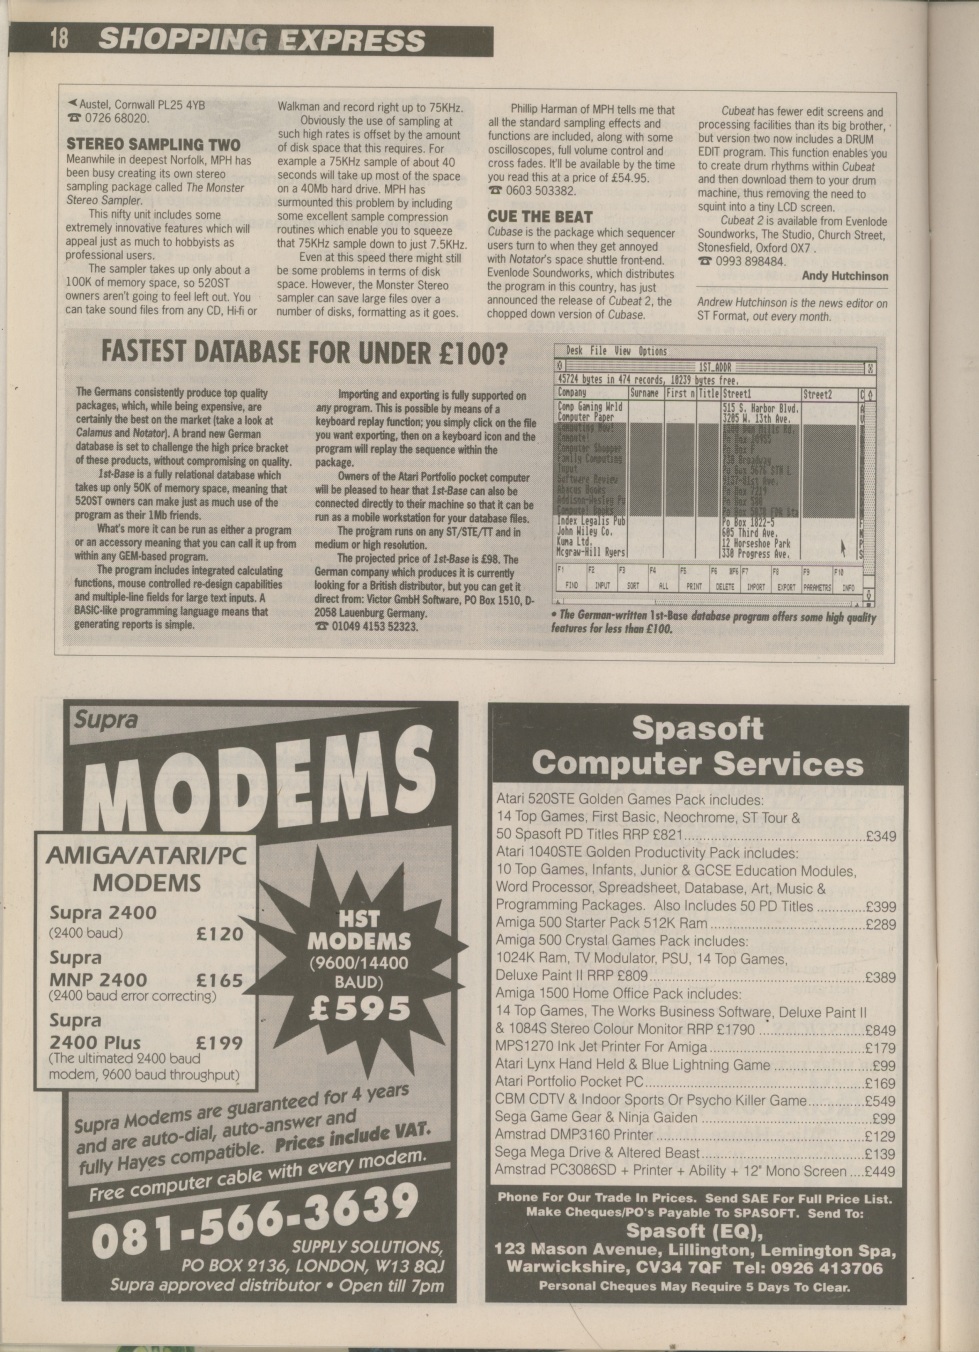 18 SHOPPING EXPRESS
◄Austel, Cornwall PL25 4YB
☎ 0726 68020.
STEREO SAMPLING TWO
Meanwhile in deepest Norfolk, MPH has
been busy creating its own stereo
sampling package called The Monster
Stereo Sampler.
This nifty unit includes some
extremely innovative features which will
appeal just as much to hobbyists as
professional users.
The sampler takes up only about a
100K of memory space, so 520ST
owners aren't going to feel left out. You
can take sound files from any CD, Hi-fi or
Walkman and record right up to 75KHz.
Obviously the use of sampling at
such high rates is offset by the amount
of disk space that this requires. For
example a 75KHz sample of about 40
seconds will take up most of the space
on a 40Mb hard drive. MPH has
surmounted this problem by including
some excellent sample compression
routines which enable you to squeeze
that 75KHz sample down to just 7.5KHz.
Even at this speed there might still
be some problems in terms of disk
space. However, the Monster Stereo
sampler can save large files over a
number of disks, formatting as it goes.
Phillip Harman of MPH tells me that
all the standard sampling effects and
functions are included, along with some
oscilloscopes, full volume control and
cross fades. It'll be available by the time
you read this at a price of £54.95.
☎ 0603 503382.
CUE THE BEAT
Cubase is the package which sequencer
users turn to when they get annoyed
with Notator's space shuttle front-end.
Evenlode Soundworks, which distributes
the program in this country, has just
announced the release of Cubeat 2, the
chopped down version of Cubase.
Cubeat has fewer edit screens and
processing facilities than its big brother,
but version two now includes a DRUM
EDIT program. This function enables you
to create drum rhythms within Cubeat
and then download them to your drum
machine, thus removing the need to
squint into a tiny LCD screen.
Cubeat 2 is available from Evenlode
Soundworks, The Studio, Church Street,
Stonesfield, Oxford OX7 .
☎ 0993 898484.
Andy Hutchinson
Andrew Hutchinson is the news editor on
ST Format, out every month.
FASTEST DATABASE FOR UNDER £100?
The Germans consistently produce top quality
packages, which, while being expensive, are
certainly the best on the market (take a look at
Calamus and Notator). A brand new German
database is set to challenge the high price bracket
of these products, without compromising on quality.
1st-Base is a fully relational database which
takes up only 50K of memory space, meaning that
520ST owners can make just as much use of the
program as their 1Mb friends.
What's more it can be run as either a program
or an accessory meaning that you can call it up from
within any GEM-based program.
The program includes integrated calculating
functions, mouse controlled re-design capabilities
and multiple-line fields for large text inputs. A
BASIC-like programming language means that
generating reports is simple.
Importing and exporting is fully supported on
any program. This is possible by means of a
keyboard replay function; you simply click on the file
you want exporting, then on a keyboard icon and the
program will replay the sequence within the
package.
Owners of the Atari Portfolio pocket computer
will be pleased to hear that 1st-Base can also be
connected directly to their machine so that it can be
run as a mobile workstation for your database files.
The program runs on any ST/STE/TT and in
medium or high resolution.
The projected price of 1st-Base is £98. The
German company which produces it is currently
looking for a British distributor, but you can get it
direct from: Victor GmbH Software, PO Box 1510, D-
2058 Lauenburg Germany.
☎ 01049 4153 52323.
Desk File View Options
1ST_ADDR
45724 bytes in 474 records, 10239 bytes free.
Company Surname First n Title Street1 Street2
Comp Gaming Wrld 515 S. Harbor Blvd.
Computer Paper 3205 W. 13th Ave.
Computer Shopper
Family Computing 730 Broadway
Software Review
Abacus Books Po Box 7219
Index Legalis Pub Po Box 1822-5
John Wiley Co. 605 Third Ave.
Kuma Ltd. 12 Horseshoe Park
Mcgraw-Hill Ryers 330 Progress Ave.
F1 F2 F3 F4 F5 F6 F7 F8 F9 F10
FIND INPUT SORT ALL PRINT DELETE IMPORT EXPORT PARAMETRS INFO
• The German-written 1st-Base database program offers some high quality
features for less than £100.
Supra
MODEMS
AMIGA/ATARI/PC
MODEMS
Supra 2400
(2400 baud) £120
Supra
MNP 2400 £165
(2400 baud error correcting)
Supra
2400 Plus £199
(The ultimated 2400 baud
modem, 9600 baud throughput)
HST
MODEMS
(9600/14400
BAUD)
£595
Supra Modems are guaranteed for 4 years
and are auto-dial, auto-answer and
fully Hayes compatible. Prices include VAT.
Free computer cable with every modem.
081-566-3639
SUPPLY SOLUTIONS,
PO BOX 2136, LONDON, W13 8QJ
Supra approved distributor • Open till 7pm
Spasoft
Computer Services
Atari 520STE Golden Games Pack includes:
14 Top Games, First Basic, Neochrome, ST Tour &
50 Spasoft PD Titles RRP £821......£349
Atari 1040STE Golden Productivity Pack includes:
10 Top Games, Infants, Junior & GCSE Education Modules,
Word Processor, Spreadsheet, Database, Art, Music &
Programming Packages. Also Includes 50 PD Titles ......£399
Amiga 500 Starter Pack 512K Ram......£289
Amiga 500 Crystal Games Pack includes:
1024K Ram, TV Modulator, PSU, 14 Top Games,
Deluxe Paint II RRP £809......£389
Amiga 1500 Home Office Pack includes:
14 Top Games, The Works Business Software, Deluxe Paint II
& 1084S Stereo Colour Monitor RRP £1790 ......£849
MPS1270 Ink Jet Printer For Amiga......£179
Atari Lynx Hand Held & Blue Lightning Game ......£99
Atari Portfolio Pocket PC......£169
CBM CDTV & Indoor Sports Or Psycho Killer Game......£549
Sega Game Gear & Ninja Gaiden ......£99
Amstrad DMP3160 Printer ......£129
Sega Mega Drive & Altered Beast......£139
Amstrad PC3086SD + Printer + Ability + 12" Mono Screen ....£449
Phone For Our Trade In Prices. Send SAE For Full Price List.
Make Cheques/PO's Payable To SPASOFT. Send To:
Spasoft (EQ),
123 Mason Avenue, Lillington, Lemington Spa,
Warwickshire, CV34 7QF Tel: 0926 413706
Personal Cheques May Require 5 Days To Clear.